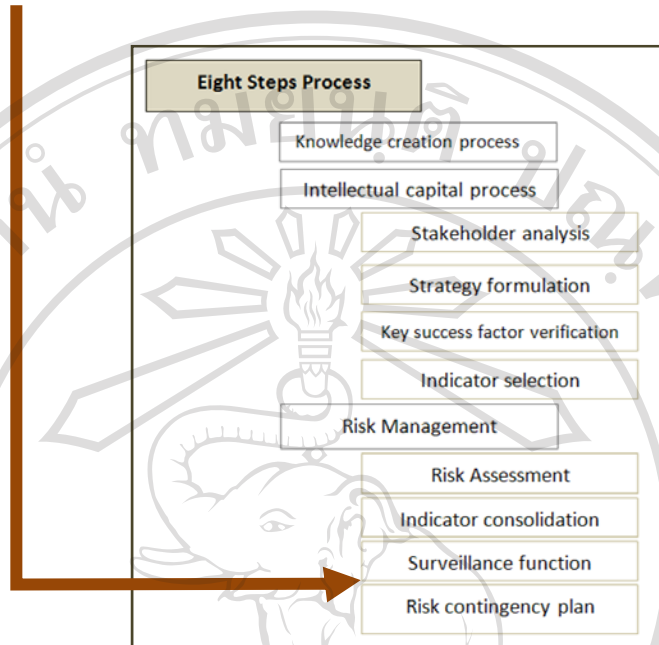 Eight Steps Process
Knowledge creation process
Intellectual capital process
Stakeholder analysis
Strategy formulation
Key success factor verification
Indicator selection
Risk Management
Risk Assessment
Indicator consolidation
Surveillance function
Risk contingency plan